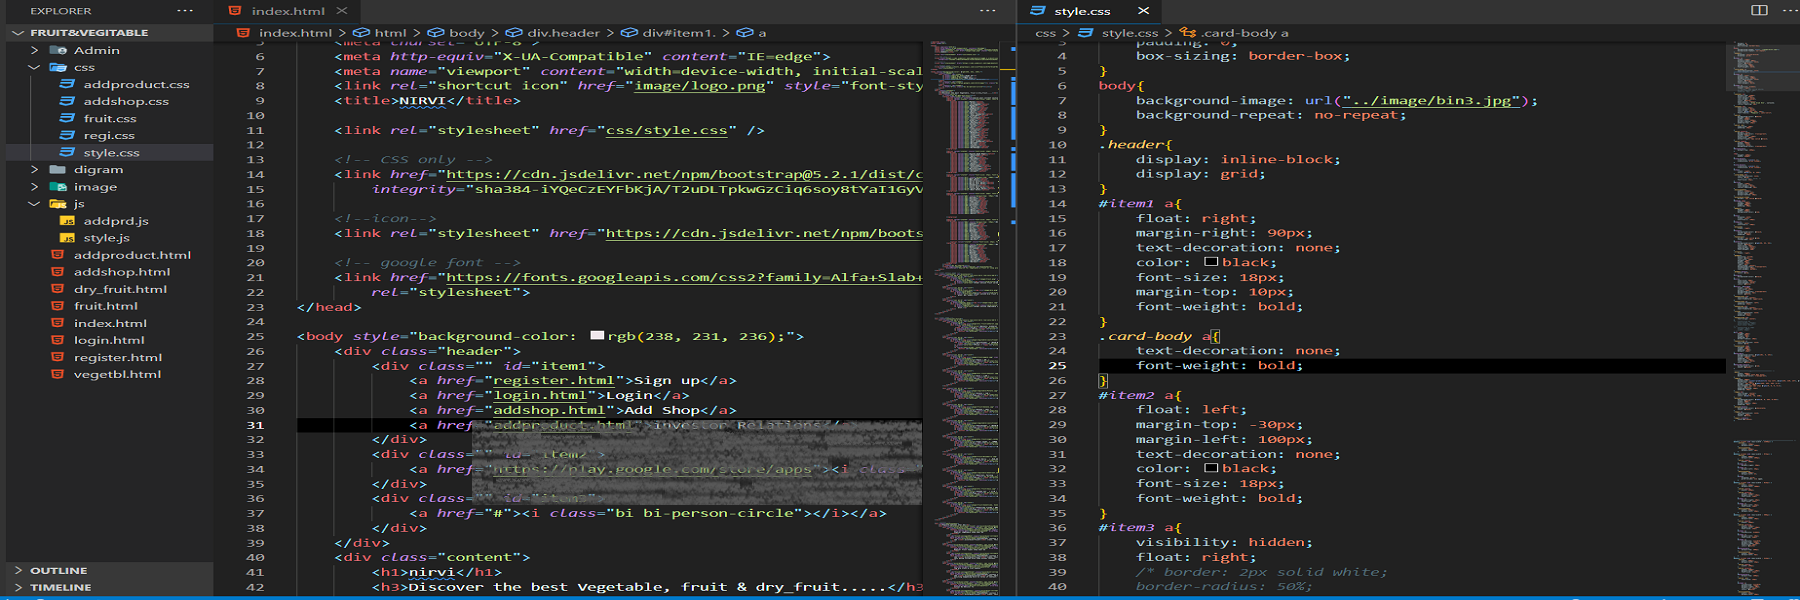 EXPLORER
FRUIT&VEGITABLE
Admin
css
addproduct.css
addshop.css
fruit.css
regi.css
style.css
digram
image
js
addprd.js
style.js
addproduct.html
addshop.html
dry_fruit.html
fruit.html
index.html
login.html
register.html
vegetbl.html
OUTLINE
TIMELINE
index.html
index.html > html > body > div.header > div#item1. > a
6 <meta http-equiv="X-UA-Compatible" content="IE=edge">
7 <meta name="viewport" content="width=device-width, initial-scal
8 <link rel="shortcut icon" href="image/logo.png" style="font-sty
9 <title>NIRVI</title>
10
11 <link rel="stylesheet" href="css/style.css" />
12
13 <!-- CSS only -->
14 <link href="https://cdn.jsdelivr.net/npm/bootstrap@5.2.1/dist/c
15 integrity="sha384-iYQeCzEYFbKjA/T2uDLTpkwGzCiq6soy8tYaI1GyV
16
17 <!--icon-->
18 <link rel="stylesheet" href="https://cdn.jsdelivr.net/npm/boots
19
20 <!-- google font -->
21 <link href="https://fonts.googleapis.com/css2?family=Alfa+Slab+
22 rel="stylesheet">
23 </head>
24
25 <body style="background-color: rgb(238, 231, 236);">
26 <div class="header">
27 <div class="" id="item1">
28 <a href="register.html">Sign up</a>
29 <a href="login.html">Login</a>
30 <a href="addshop.html">Add Shop</a>
31 <a href="addproduct.html">Investor Relations</
32 </div>
33 <div class="" id="item2
34 <a href="https://play.google.com/store/apps"><i class="
35 </div>
36 <div class="" id="item3">
37 <a href="#"><i class="bi bi-person-circle"></i></a>
38 </div>
39 </div>
40 <div class="content">
41 <h1>nirvi</h1>
42 <h3>Discover the best Vegetable, fruit & dry_fruit.....</h3
style.css
css > style.css > .card-body a
3 padding: 0;
4 box-sizing: border-box;
5 }
6 body{
7 background-image: url("../image/bin3.jpg");
8 background-repeat: no-repeat;
9 }
10 .header{
11 display: inline-block;
12 display: grid;
13 }
14 #item1 a{
15 float: right;
16 margin-right: 90px;
17 text-decoration: none;
18 color: black;
19 font-size: 18px;
20 margin-top: 10px;
21 font-weight: bold;
22 }
23 .card-body a{
24 text-decoration: none;
25 font-weight: bold;
26 }
27 #item2 a{
28 float: left;
29 margin-top: -30px;
30 margin-left: 100px;
31 text-decoration: none;
32 color: black;
33 font-size: 18px;
34 font-weight: bold;
35 }
36 #item3 a{
37 visibility: hidden;
38 float: right;
39 /* border: 2px solid white;
40 border-radius: 50%;